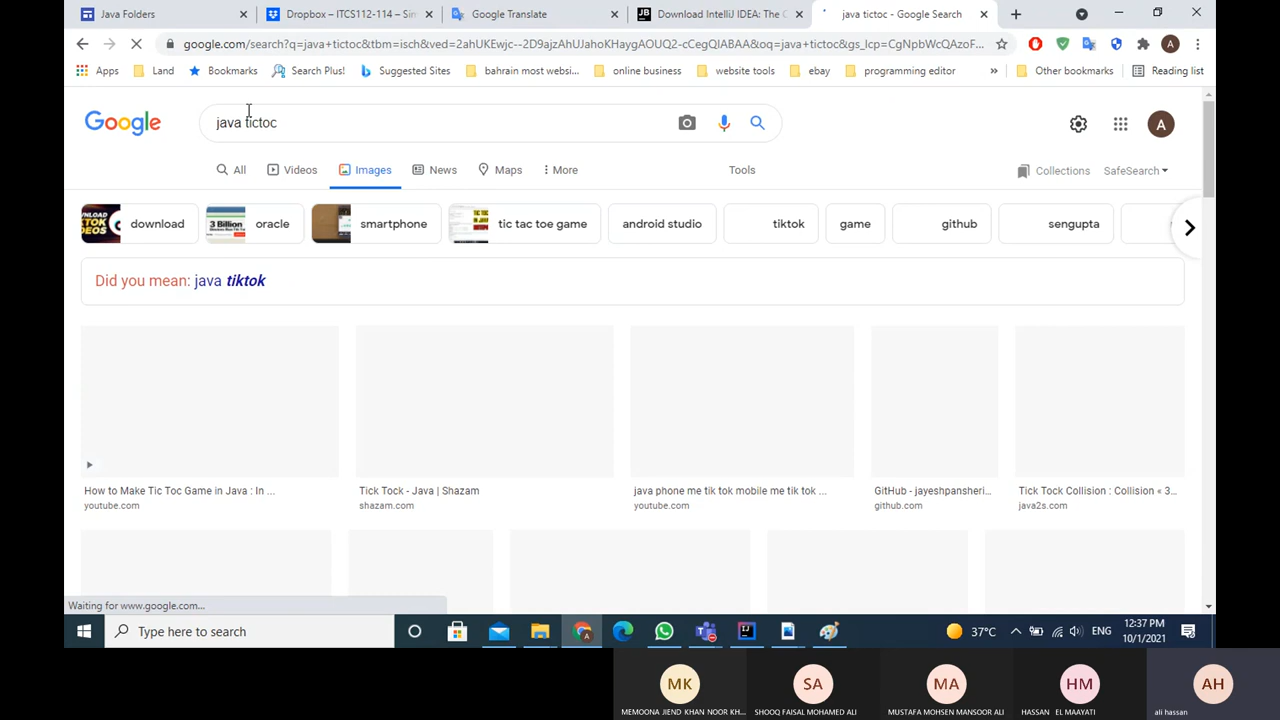 Java Folders
Dropbox – ITCS112-114 – Sim
Google Translate
Download IntelliJ IDEA: The C
java tictoc - Google Search
google.com/search?q=java+tictoc&tbm=isch&ved=2ahUKEwjc--2D9ajzAhUJahoKHaygAOUQ2-cCegQIABAA&oq=java+tictoc&gs_lcp=CgNpbWcQAzoF...
A
Apps
Land
Bookmarks
Search Plus!
Suggested Sites
bahrain most websi...
online business
website tools
ebay
programming editor
»
Other bookmarks
Reading list
Google
java tictoc
A
All
Videos
Images
News
Maps
More
Tools
Collections
SafeSearch
download
oracle
smartphone
tic tac toe game
android studio
tiktok
game
github
sengupta
Did you mean: java tiktok
How to Make Tic Toc Game in Java : In ...
youtube.com
Tick Tock - Java | Shazam
shazam.com
java phone me tik tok mobile me tik tok ...
youtube.com
GitHub - jayeshpansheri...
github.com
Tick Tock Collision : Collision « 3...
java2s.com
Waiting for www.google.com...
Type here to search
37°C
ENG
12:37 PM
10/1/2021
MK
MEMOONA JIEND KHAN NOOR KH...
SA
SHOOQ FAISAL MOHAMED ALI
MA
MUSTAFA MOHSEN MANSOOR ALI
HM
HASSAN EL MAAYATI
AH
ali hassan